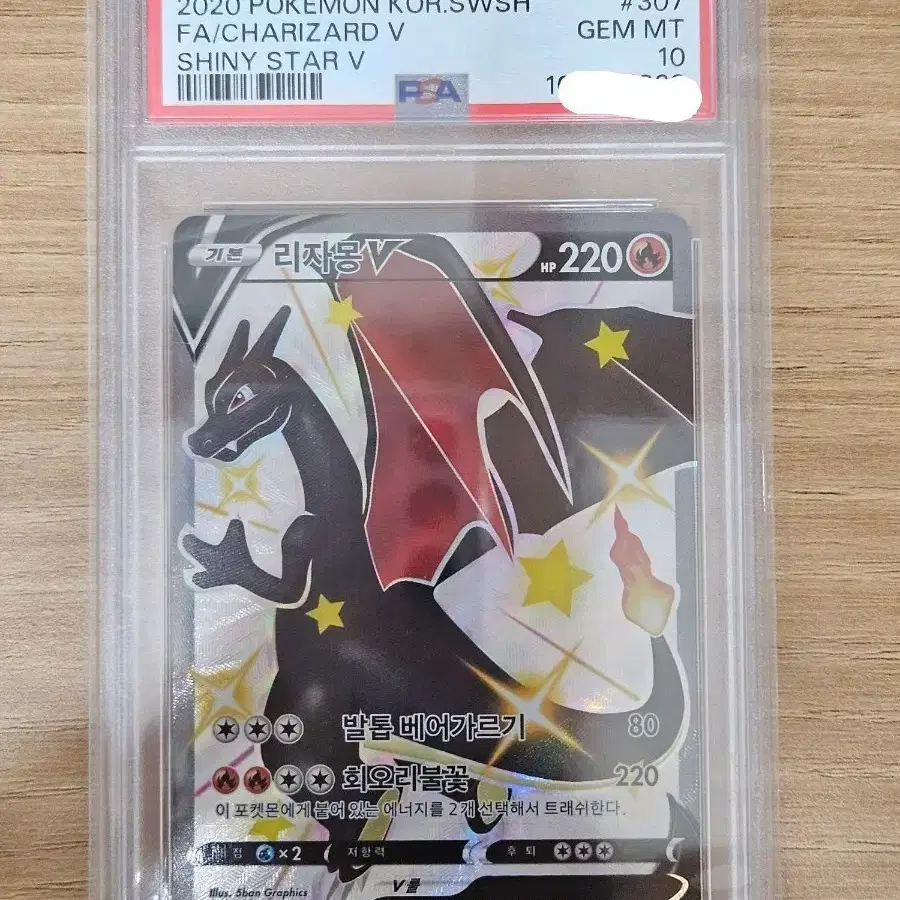 2020 POKEMON KOR.SWSH #307
FA/CHARIZARD V GEM MT
SHINY STAR V 10
PSA
기본 리자몽V HP 220
발톱 베어가르기 80
회오리불꽃 220
이 포켓몬에게 붙어 있는 에너지를 2개 선택해서 트래쉬한다.
점 ×2 저항력 후퇴
Illus. 5ban Graphics V룰